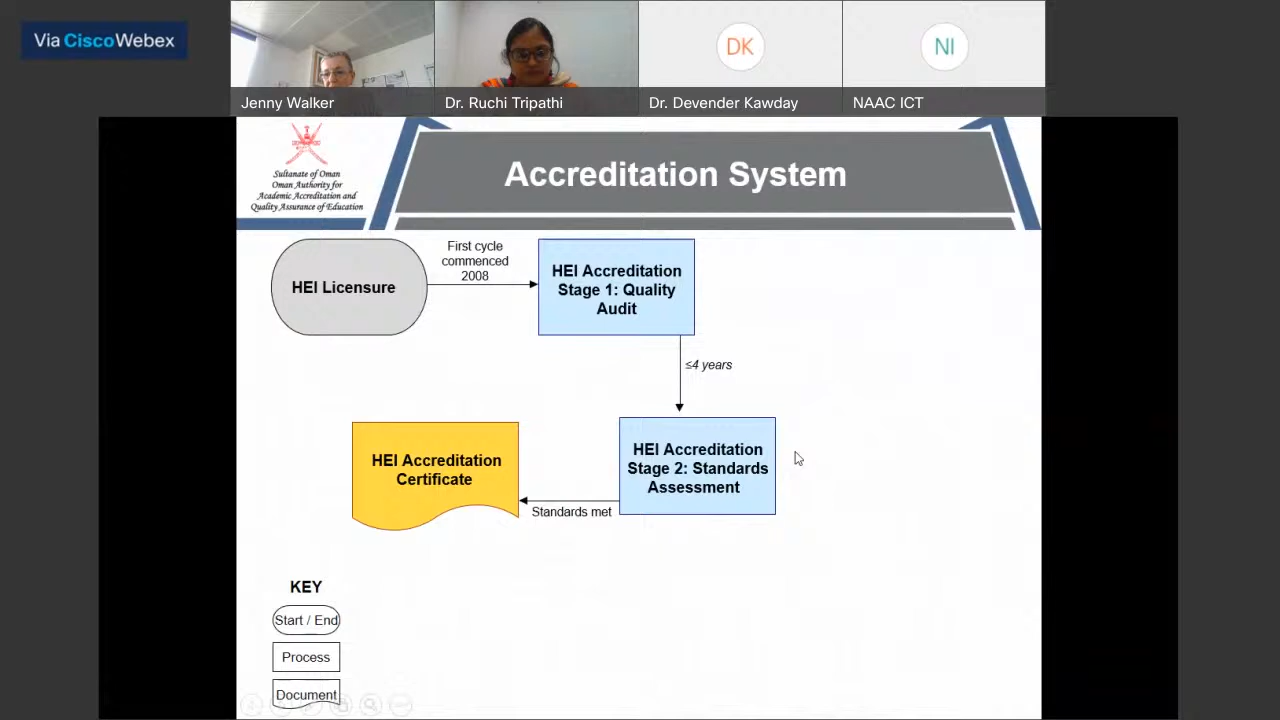 Via Cisco Webex
Jenny Walker
Dr. Ruchi Tripathi
DK
Dr. Devender Kawday
NI
NAAC ICT
Sultanate of Oman
Oman Authority for
Academic Accreditation and
Quality Assurance of Education
Accreditation System
HEI Licensure
First cycle
commenced
2008
HEI Accreditation
Stage 1: Quality
Audit
≤4 years
HEI Accreditation
Stage 2: Standards
Assessment
Standards met
HEI Accreditation
Certificate
KEY
Start / End
Process
Document